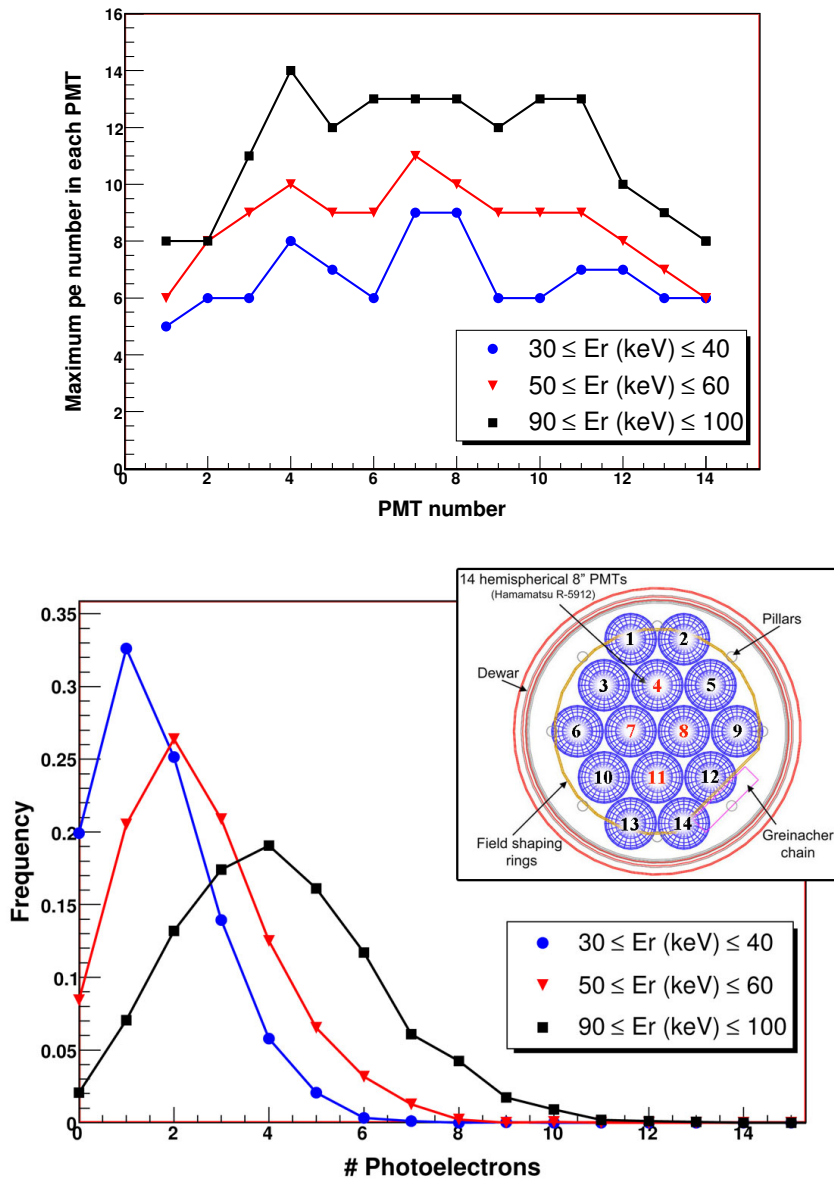 16
14
12
10
8
6
4
2
0
Maximum pe number in each PMT
30 ≤ Er (keV) ≤ 40
50 ≤ Er (keV) ≤ 60
90 ≤ Er (keV) ≤ 100
0 2 4 6 8 10 12 14
PMT number
14 hemispherical 8" PMTs
(Hamamatsu R-5912)
Pillars
Dewar
1 2
3 4 5
6 7 8 9
10 11 12
13 14
Field shaping
rings
Greinacher
chain
0.35
0.3
0.25
0.2
0.15
0.1
0.05
0
Frequency
30 ≤ Er (keV) ≤ 40
50 ≤ Er (keV) ≤ 60
90 ≤ Er (keV) ≤ 100
0 2 4 6 8 10 12 14
# Photoelectrons